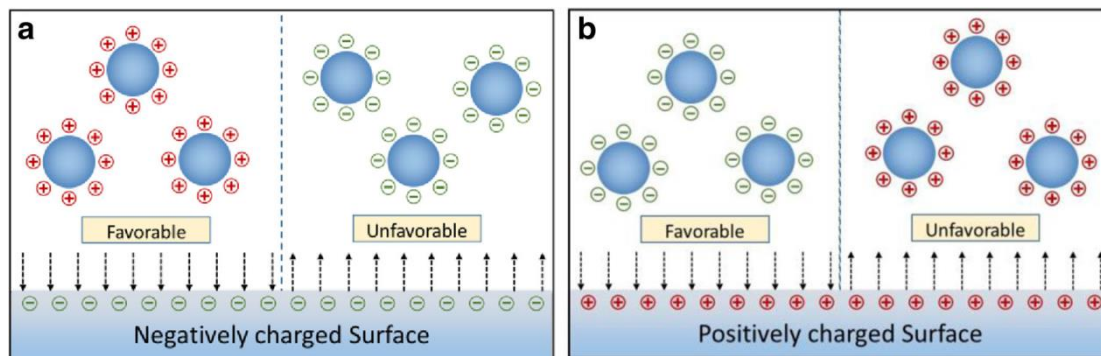 a
Favorable
Unfavorable
Negatively charged Surface
b
Favorable
Unfavorable
Positively charged Surface